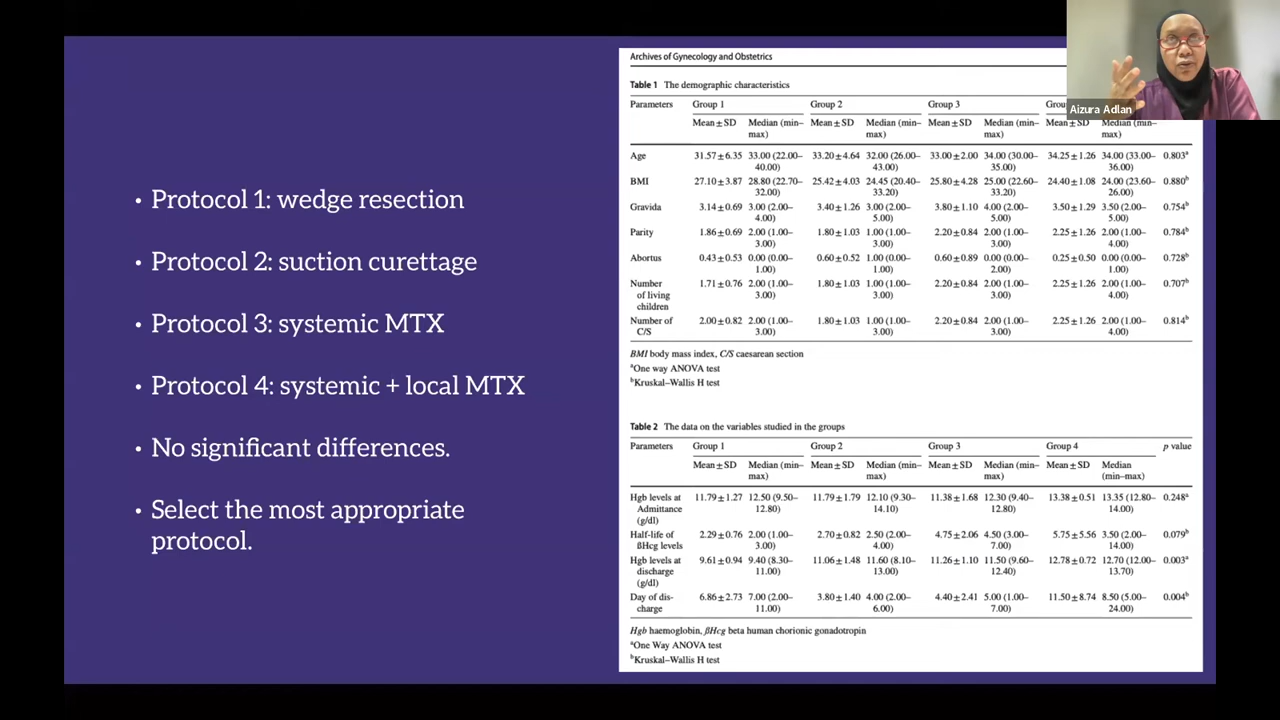 • Protocol 1: wedge resection
• Protocol 2: suction curettage
• Protocol 3: systemic MTX
• Protocol 4: systemic + local MTX
• No significant differences.
• Select the most appropriate
protocol.
Archives of Gynecology and Obstetrics
Table 1 The demographic characteristics
Parameters Group 1 Group 2 Group 3
Mean ± SD Median (min– Mean ± SD Median (min– Mean ± SD Median (min– Mean ± SD Median (min–
max) max) max) max)
Age 31.57 ± 6.35 33.00 (22.00– 33.20 ± 4.64 32.00 (26.00– 33.00 ± 2.00 34.00 (30.00– 34.25 ± 1.26 34.00 (33.00– 0.803ᵃ
40.00) 43.00) 35.00) 36.00)
BMI 27.10 ± 3.87 28.80 (22.70– 25.42 ± 4.03 24.45 (20.40– 25.80 ± 4.28 25.00 (22.60– 24.40 ± 1.08 24.00 (23.60– 0.880ᵇ
32.00) 33.20) 33.20) 26.00)
Gravida 3.14 ± 0.69 3.00 (2.00– 3.40 ± 1.26 3.00 (2.00– 3.80 ± 1.10 4.00 (2.00– 3.50 ± 1.29 3.50 (2.00– 0.754ᵇ
4.00) 5.00) 5.00) 5.00)
Parity 1.86 ± 0.69 2.00 (1.00– 1.80 ± 1.03 1.00 (1.00– 2.20 ± 0.84 2.00 (1.00– 2.25 ± 1.26 2.00 (1.00– 0.784ᵇ
3.00) 3.00) 3.00) 4.00)
Abortus 0.43 ± 0.53 0.00 (0.00– 0.60 ± 0.52 1.00 (0.00– 0.60 ± 0.89 0.00 (0.00– 0.25 ± 0.50 0.00 (0.00– 0.728ᵇ
1.00) 1.00) 2.00) 1.00)
Number 1.71 ± 0.76 2.00 (1.00– 1.80 ± 1.03 1.00 (1.00– 2.20 ± 0.84 2.00 (1.00– 2.25 ± 1.26 2.00 (1.00– 0.707ᵇ
of living 3.00) 3.00) 3.00) 4.00)
children
Number of 2.00 ± 0.82 2.00 (1.00– 1.80 ± 1.03 1.00 (1.00– 2.20 ± 0.84 2.00 (1.00– 2.25 ± 1.26 2.00 (1.00– 0.814ᵇ
C/S 3.00) 3.00) 3.00) 4.00)
BMI body mass index, C/S caesarean section
ᵃOne way ANOVA test
ᵇKruskal–Wallis H test
Table 2 The data on the variables studied in the groups
Parameters Group 1 Group 2 Group 3 Group 4 p value
Mean ± SD Median (min– Mean ± SD Median (min– Mean ± SD Median (min– Mean ± SD Median
max) max) max) (min–max)
Hgb levels at 11.79 ± 1.27 12.50 (9.50– 11.79 ± 1.79 12.10 (9.30– 11.38 ± 1.68 12.30 (9.40– 13.38 ± 0.51 13.35 (12.80– 0.248ᵃ
Admittance 12.80) 14.10) 12.80) 14.00)
(g/dl)
Half-life of 2.29 ± 0.76 2.00 (1.00– 2.70 ± 0.82 2.50 (2.00– 4.75 ± 2.06 4.50 (3.00– 5.75 ± 5.56 3.50 (2.00– 0.079ᵇ
ßHcg levels 3.00) 4.00) 7.00) 14.00)
Hgb levels at 9.61 ± 0.94 9.40 (8.30– 11.06 ± 1.48 11.60 (8.10– 11.26 ± 1.10 11.50 (9.60– 12.78 ± 0.72 12.70 (12.00– 0.003ᵃ
discharge 11.00) 13.00) 12.40) 13.70)
(g/dl)
Day of dis- 6.86 ± 2.73 7.00 (2.00– 3.80 ± 1.40 4.00 (2.00– 4.40 ± 2.41 5.00 (1.00– 11.50 ± 8.74 8.50 (5.00– 0.004ᵇ
charge 11.00) 6.00) 7.00) 24.00)
Hgb haemoglobin, ßHcg beta human chorionic gonadotropin
ᵃOne Way ANOVA test
ᵇKruskal–Wallis H test
Aizura Adlan